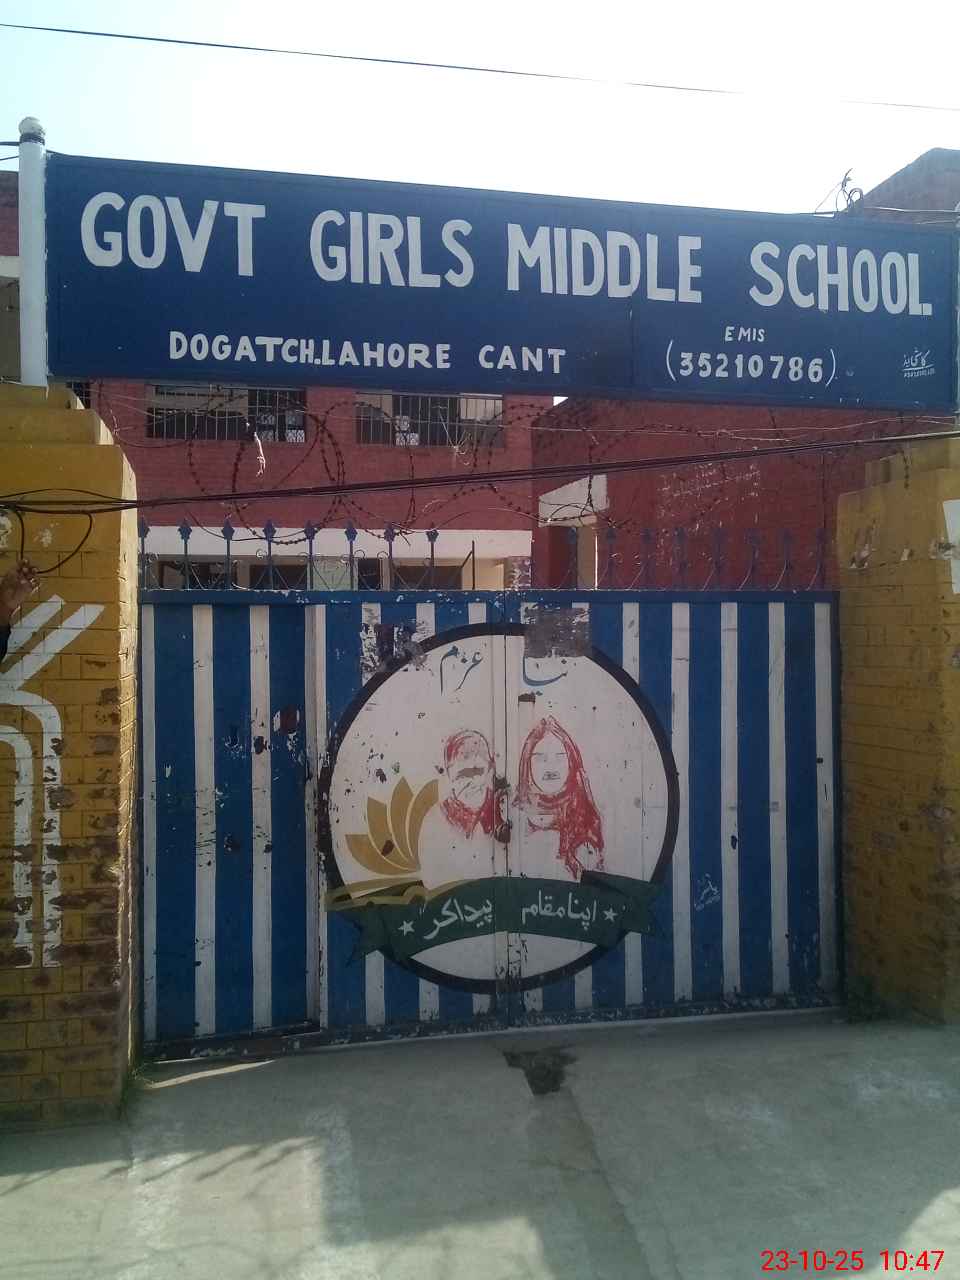 GOVT GIRLS MIDDLE SCHOOL.
DOGATCH.LAHORE CANT
EMIS
(35210786)
نیا عزم
اپنا مقام پیدا کر
23-10-25 10:47